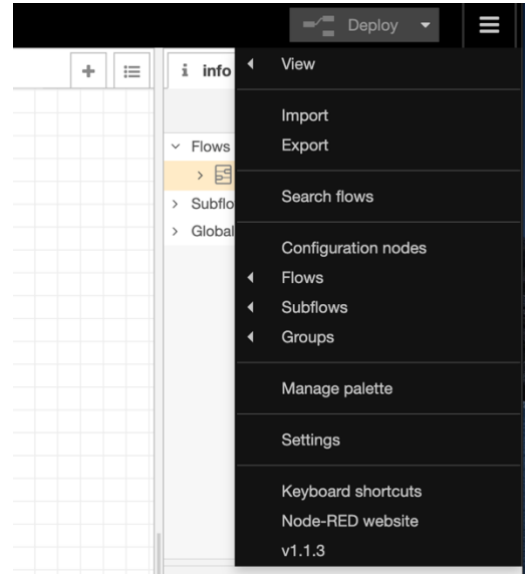 Deploy
i info
View
Import
Export
Flows
Subflo
Search flows
Global
Configuration nodes
Flows
Subflows
Groups
Manage palette
Settings
Keyboard shortcuts
Node-RED website
v1.1.3